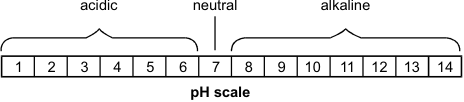 acidic neutral alkaline
1 2 3 4 5 6 7 8 9 10 11 12 13 14
pH scale